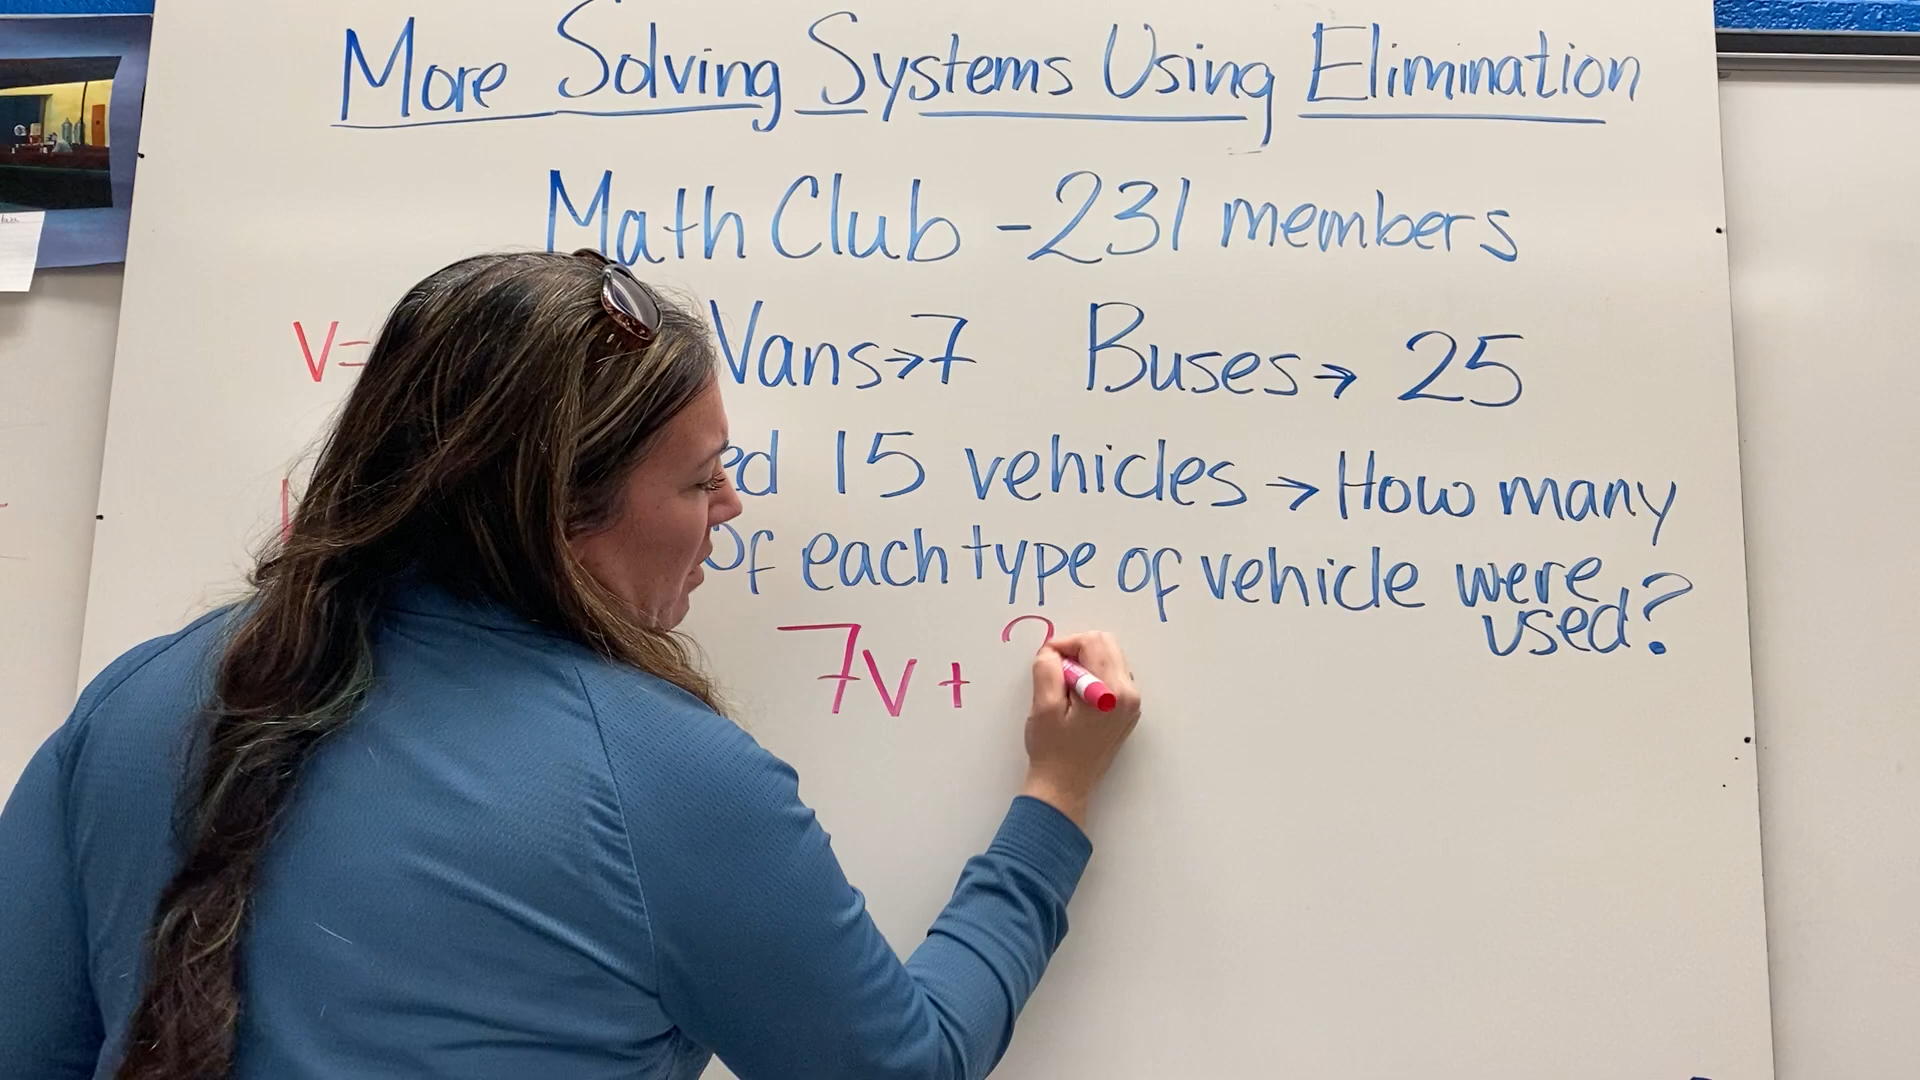 More Solving Systems Using Elimination
Math Club - 231 members
V= Vans→7 Buses→ 25
ed 15 vehicles → How many
of each type of vehicle were
used?
7v + 2